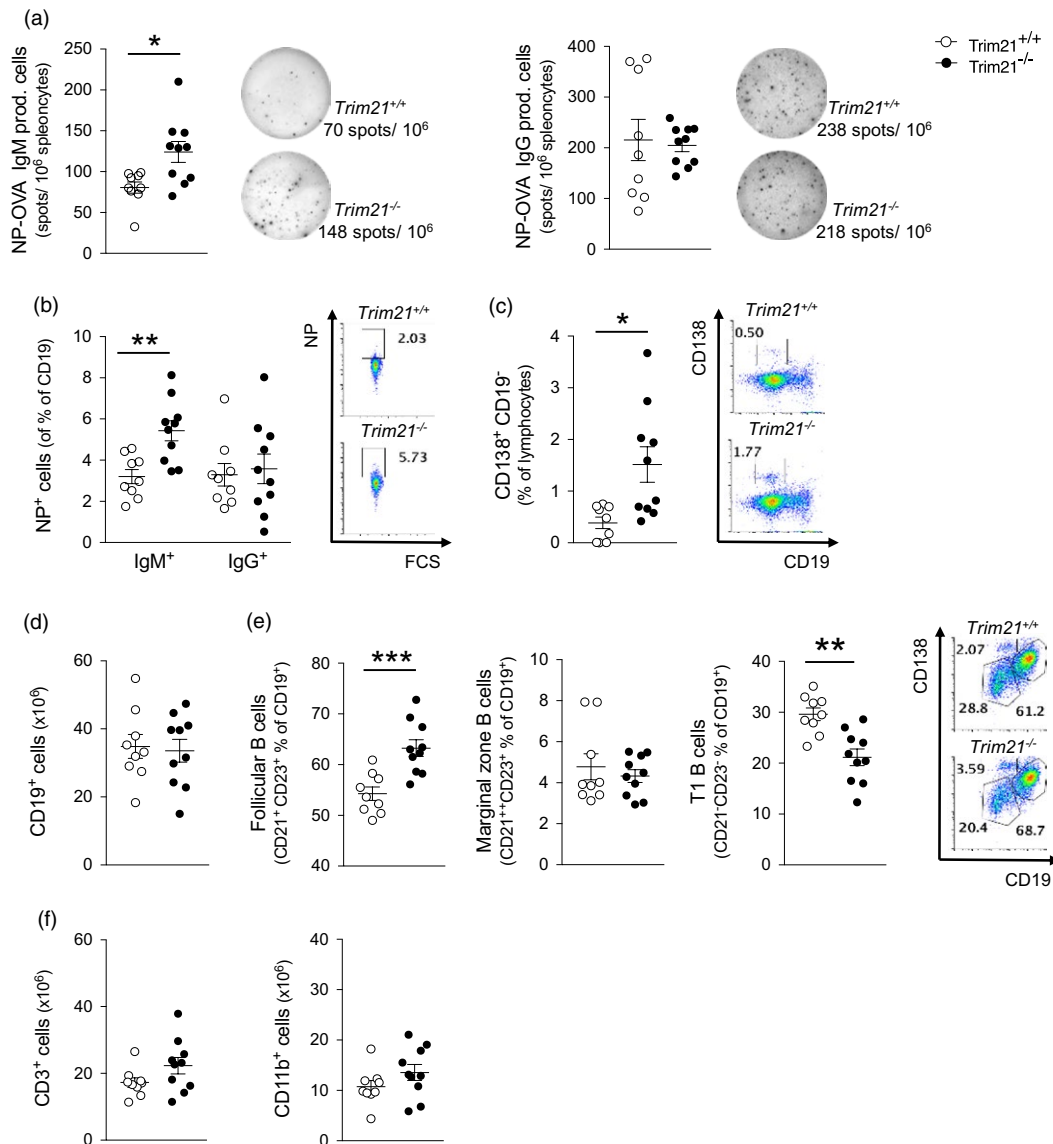 (a)
*
NP-OVA IgM prod. cells
(spots/ 10⁶ spleoncytes)
250
200
150
100
50
0
Trim21+/+
70 spots/ 10⁶
Trim21-/-
148 spots/ 10⁶
NP-OVA IgG prod. cells
(spots/ 10⁶ spleoncytes)
400
300
200
100
0
Trim21+/+
238 spots/ 10⁶
Trim21-/-
218 spots/ 10⁶
Trim21+/+
Trim21-/-
(b)
NP⁺ cells (of % of CD19)
10
8
6
4
2
0
**
IgM⁺
IgG⁺
NP
Trim21+/+
2.03
Trim21-/-
5.73
FCS
(c)
CD138⁺ CD19⁻
(% of lymphocytes)
4
3
2
1
0
*
CD138
Trim21+/+
0.50
Trim21-/-
1.77
CD19
(d)
CD19⁺ cells (x10⁶)
60
40
20
0
(e)
Follicular B cells
(CD21⁺ CD23⁺ % of CD19⁺)
80
70
60
50
40
***
Marginal zone B cells
(CD21⁺⁺CD23⁺ % of CD19⁺)
10
8
6
4
2
0
T1 B cells
(CD21⁻CD23⁻ % of CD19⁺)
40
30
20
10
0
**
CD138
Trim21+/+
2.07
28.8
61.2
Trim21-/-
3.59
20.4
68.7
CD19
(f)
CD3⁺ cells (x10⁶)
60
40
20
0
CD11b⁺ cells (x10⁶)
40
30
20
10
0